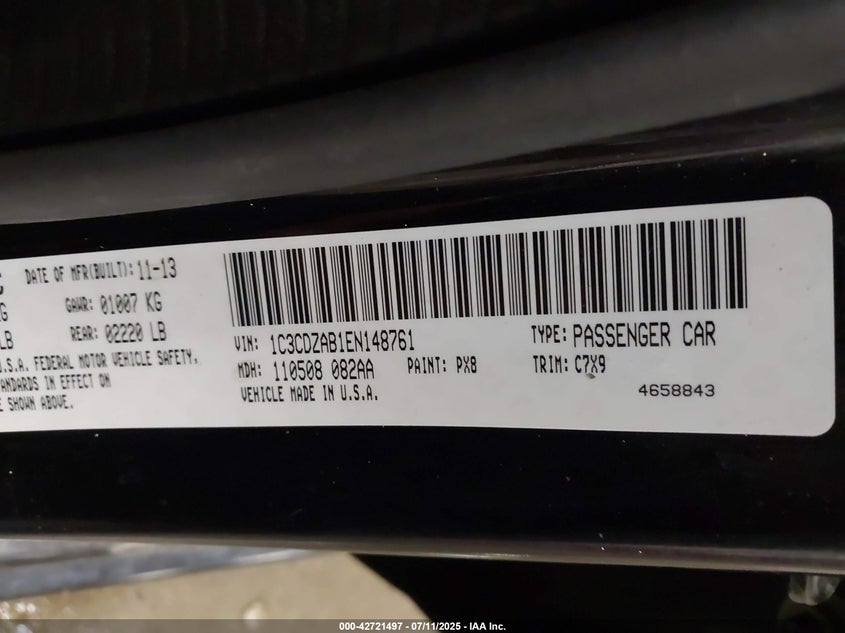 DATE OF MFR(BUILT): 11-13
G GAWR: 01007 KG
LB REAR: 02220 LB
U.S.A. FEDERAL MOTOR VEHICLE SAFETY.
STANDARDS IN EFFECT ON
E SHOWN ABOVE.
VIN: 1C3CDZAB1EN148761 TYPE: PASSENGER CAR
MDH: 110508 082AA PAINT: PX8 TRIM: C7X9
VEHICLE MADE IN U.S.A. 4658843
000-42721497 - 07/11/2025 - IAA Inc.